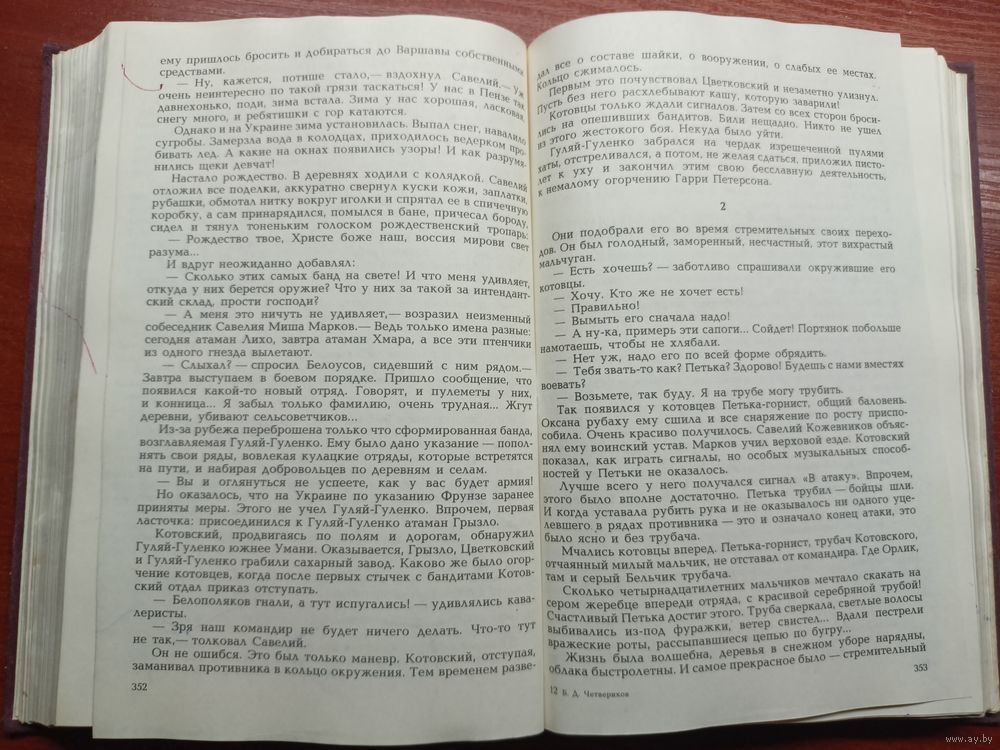 ему пришлось бросить и добираться до Варшавы собственными
средствами.
— Ну, кажется, потише стало,— вздохнул Савелий.— Уж
очень неинтересно по такой грязи таскаться! У нас в Пензе так
давнехонько, поди, зима встала. Зима у нас хорошая, ласковая,
снегу много, и ребятишки с гор катаются.
Однако и на Украине зима установилась. Выпал снег, навалило
сугробы. Замерзла вода в колодцах, приходилось ведерком про-
бивать лед. А какие на окнах появились узоры! И как разрумя-
нились щеки девчат!
Настало рождество. В деревнях ходили с колядкой. Савелий
отложил все поделки, аккуратно свернул куски кожи, заплатки,
рубашки, обмотал нитку вокруг иголки и спрятал ее в спичечную
коробку, а сам принарядился, помылся в бане, причесал бороду,
сидел и тянул тоненьким голоском рождественский тропарь:
— Рождество твое, Христе боже наш, воссия мирови свет
разума...
И вдруг неожиданно добавлял:
— Сколько этих самых банд на свете! И что меня удивляет,
откуда у них берется оружие? Что у них за такой за интендант-
ский склад, прости господи?
— А меня это ничуть не удивляет,— возразил неизменный
собеседник Савелия Миша Марков.— Ведь только имена разные:
сегодня атаман Лихо, завтра атаман Хмара, а все эти птенчики
из одного гнезда вылетают.
— Слыхал? — спросил Белоусов, сидевший с ним рядом.—
Завтра выступаем в боевом порядке. Пришло сообщение, что
появился какой-то новый отряд. Говорят, и пулеметы у них,
и конница... Я забыл только фамилию, очень трудная... Жгут
деревни, убивают сельсоветчиков...
Из-за рубежа переброшена только что сформированная банда,
возглавляемая Гуляй-Гуленко. Ему было дано указание — попол-
нять свои ряды, вовлекая кулацкие отряды, которые встретятся
на пути, и набирая добровольцев по деревням и селам.
— Вы и оглянуться не успеете, как у вас будет армия!
Но оказалось, что на Украине по указанию Фрунзе заранее
приняты меры. Этого не учел Гуляй-Гуленко. Впрочем, первая
ласточка: присоединился к Гуляй-Гуленко атаман Грызло.
Котовский, продвигаясь по полям и дорогам, обнаружил
Гуляй-Гуленко южнее Умани. Оказывается, Грызло, Цветковский
и Гуляй-Гуленко грабили сахарный завод. Каково же было огор-
чение котовцев, когда после первых стычек с бандитами Котов-
ский отдал приказ отступать.
— Белополяков гнали, а тут испугались! — удивлялись кава-
леристы.
— Зря наш командир не будет ничего делать. Что-то тут
не так,— толковал Савелий.
Он не ошибся. Это был только маневр. Котовский, отступая,
заманивал противника в кольцо окружения. Тем временем разве-
352
дал все о составе шайки, о вооружении, о слабых ее местах.
Кольцо сжималось.
Первым это почувствовал Цветковский и незаметно улизнул.
Пусть без него расхлебывают кашу, которую заварили!
Котовцы только ждали сигналов. Затем со всех сторон броси-
лись на опешивших бандитов. Били нещадно. Никто не ушел
из этого жестокого боя. Некуда было уйти.
Гуляй-Гуленко забрался на чердак изрешеченной пулями
хаты, отстреливался, а потом, не желая сдаться, приложил писто-
лет к уху и закончил этим свою бесславную деятельность,
к немалому огорчению Гарри Петерсона.
2
Они подобрали его во время стремительных своих перехо-
дов. Он был голодный, заморенный, несчастный, этот вихрастый
мальчуган.
— Есть хочешь? — заботливо спрашивали окружившие его
котовцы.
— Хочу. Кто же не хочет есть!
— Правильно!
— Вымыть его сначала надо!
— А ну-ка, примерь эти сапоги... Сойдет! Портянок побольше
намотаешь, чтобы не хлябали.
— Нет уж, надо его по всей форме обрядить.
— Тебя звать-то как? Петька? Здорово! Будешь с нами вместях
воевать?
— Возьмете, так буду. Я на трубе могу трубить.
Так появился у котовцев Петька-горнист, общий баловень.
Оксана рубаху ему сшила и все снаряжение по росту приспо-
собила. Очень красиво получилось. Савелий Кожевников объяс-
нял ему воинский устав. Марков учил верховой езде. Котовский
показал, как играть сигналы, но особых музыкальных способ-
ностей у Петьки не оказалось.
Лучше всего у него получался сигнал «В атаку». Впрочем,
этого было вполне достаточно. Петька трубил — бойцы шли.
И когда уставала рубить рука и не оказывалось ни одного уце-
левшего в рядах противника — это и означало конец атаки, это
было ясно и без трубача.
Мчались котовцы вперед. Петька-горнист, трубач Котовского,
отчаянный милый мальчик, не отставал от командира. Где Орлик,
там и серый Бельчик трубача.
Сколько четырнадцатилетних мальчиков мечтало скакать на
сером жеребце впереди отряда, с красивой серебряной трубой!
Счастливый Петька достиг этого. Труба сверкала, светлые волосы
выбивались из-под фуражки, ветер свистел... Вдали пестрели
вражеские роты, рассыпавшиеся цепью по бугру...
Жизнь была волшебна, деревья в снежном уборе нарядны,
облака быстролетны. И самое прекрасное было — стремительный
353
12 Б. Д. Четвериков
www.ay.by